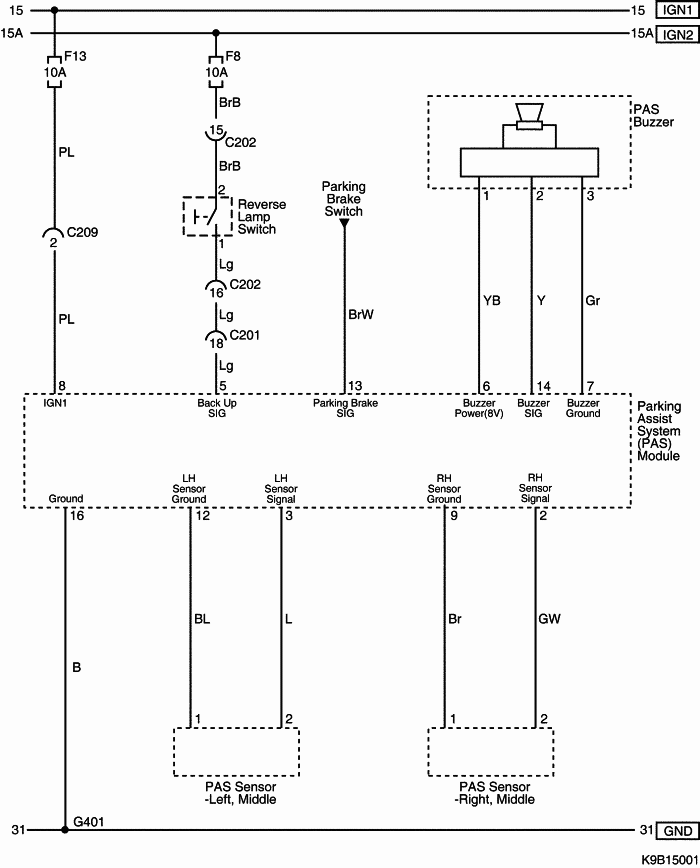 15
15
IGN1
15A
15A
IGN2
F13
10A
F8
10A
BrB
15
C202
BrB
2
Reverse
Lamp
Switch
1
Lg
C202
16
Lg
C201
18
Lg
PL
C209
2
PL
Parking
Brake
Switch
BrW
PAS
Buzzer
1
2
3
YB
Y
Gr
8
5
13
6
14
7
IGN1
Back Up
SIG
Parking Brake
SIG
Buzzer
Power(8V)
Buzzer
SIG
Buzzer
Ground
Parking
Assist
System
(PAS)
Module
Ground
LH
Sensor
Ground
LH
Sensor
Signal
RH
Sensor
Ground
RH
Sensor
Signal
16
12
3
9
2
B
BL
L
Br
GW
1
2
1
2
PAS Sensor
-Left, Middle
PAS Sensor
-Right, Middle
G401
31
31
GND
K9B15001